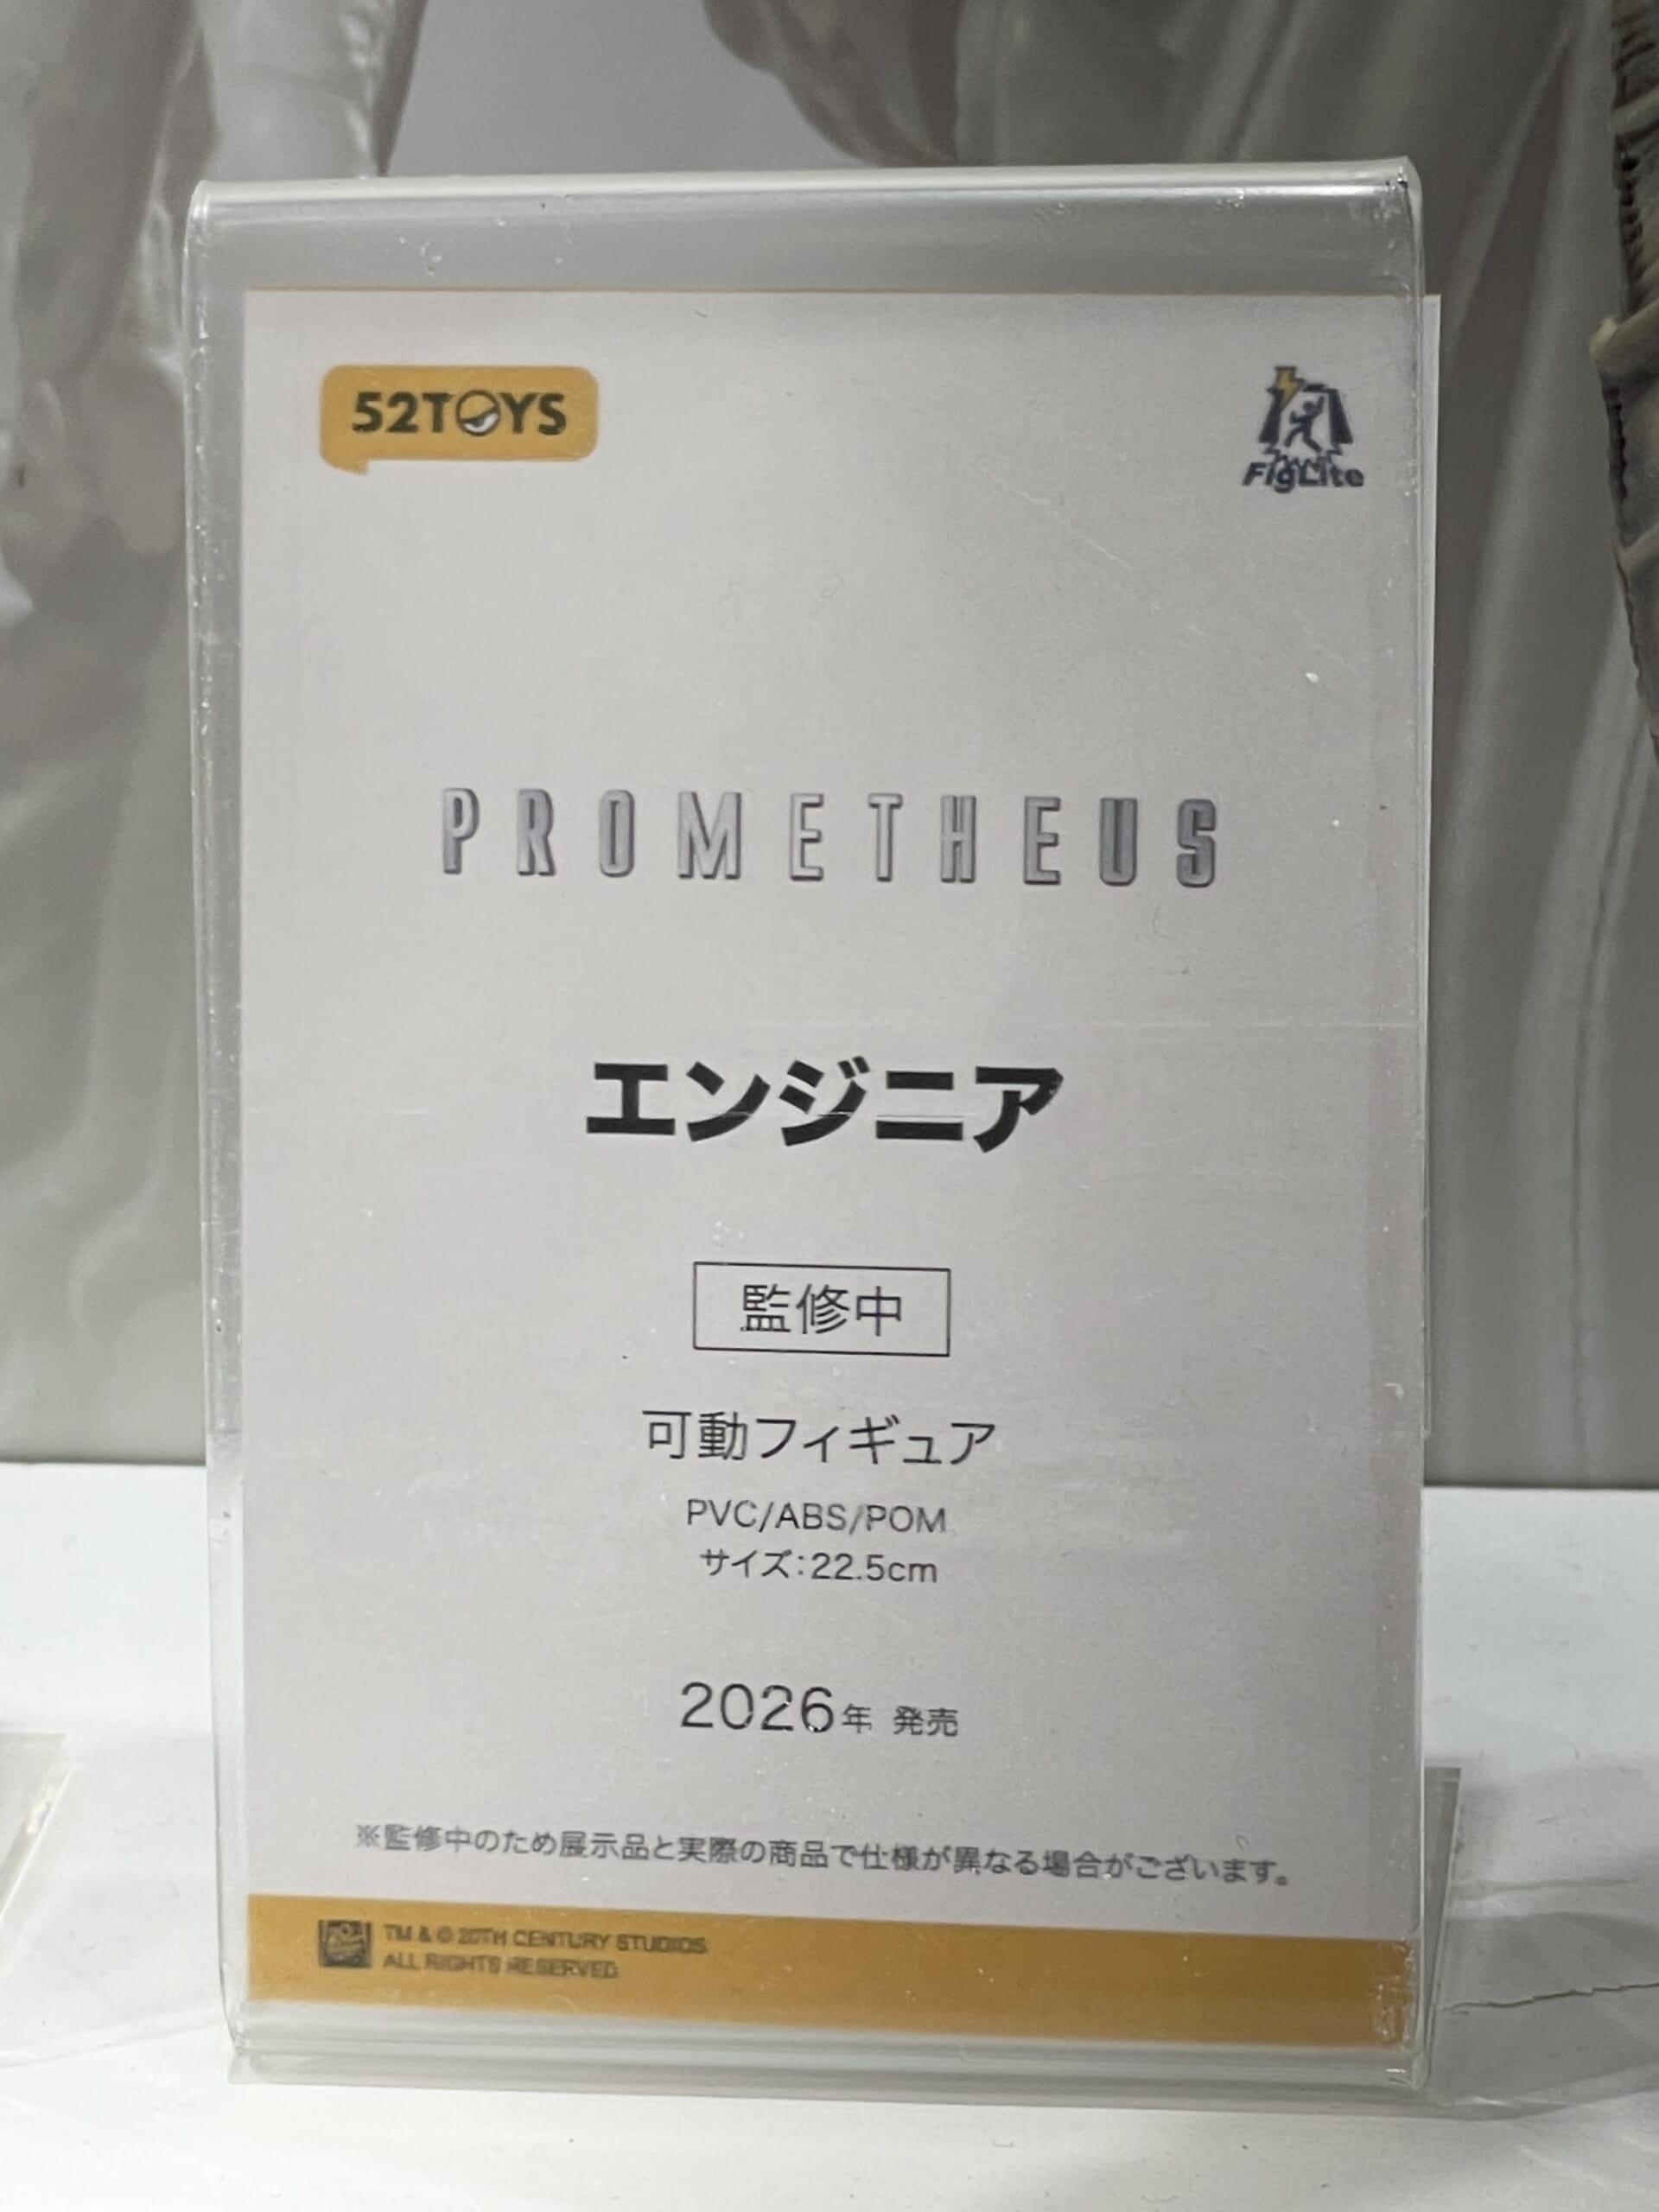 52TOYS
FigLite
PROMETHEUS
エンジニア
監修中
可動フィギュア
PVC/ABS/POM
サイズ:22.5cm
2026年 発売
※監修中のため展示品と実際の商品で仕様が異なる場合がございます。
TM & © 20TH CENTURY STUDIOS
ALL RIGHTS RESERVED